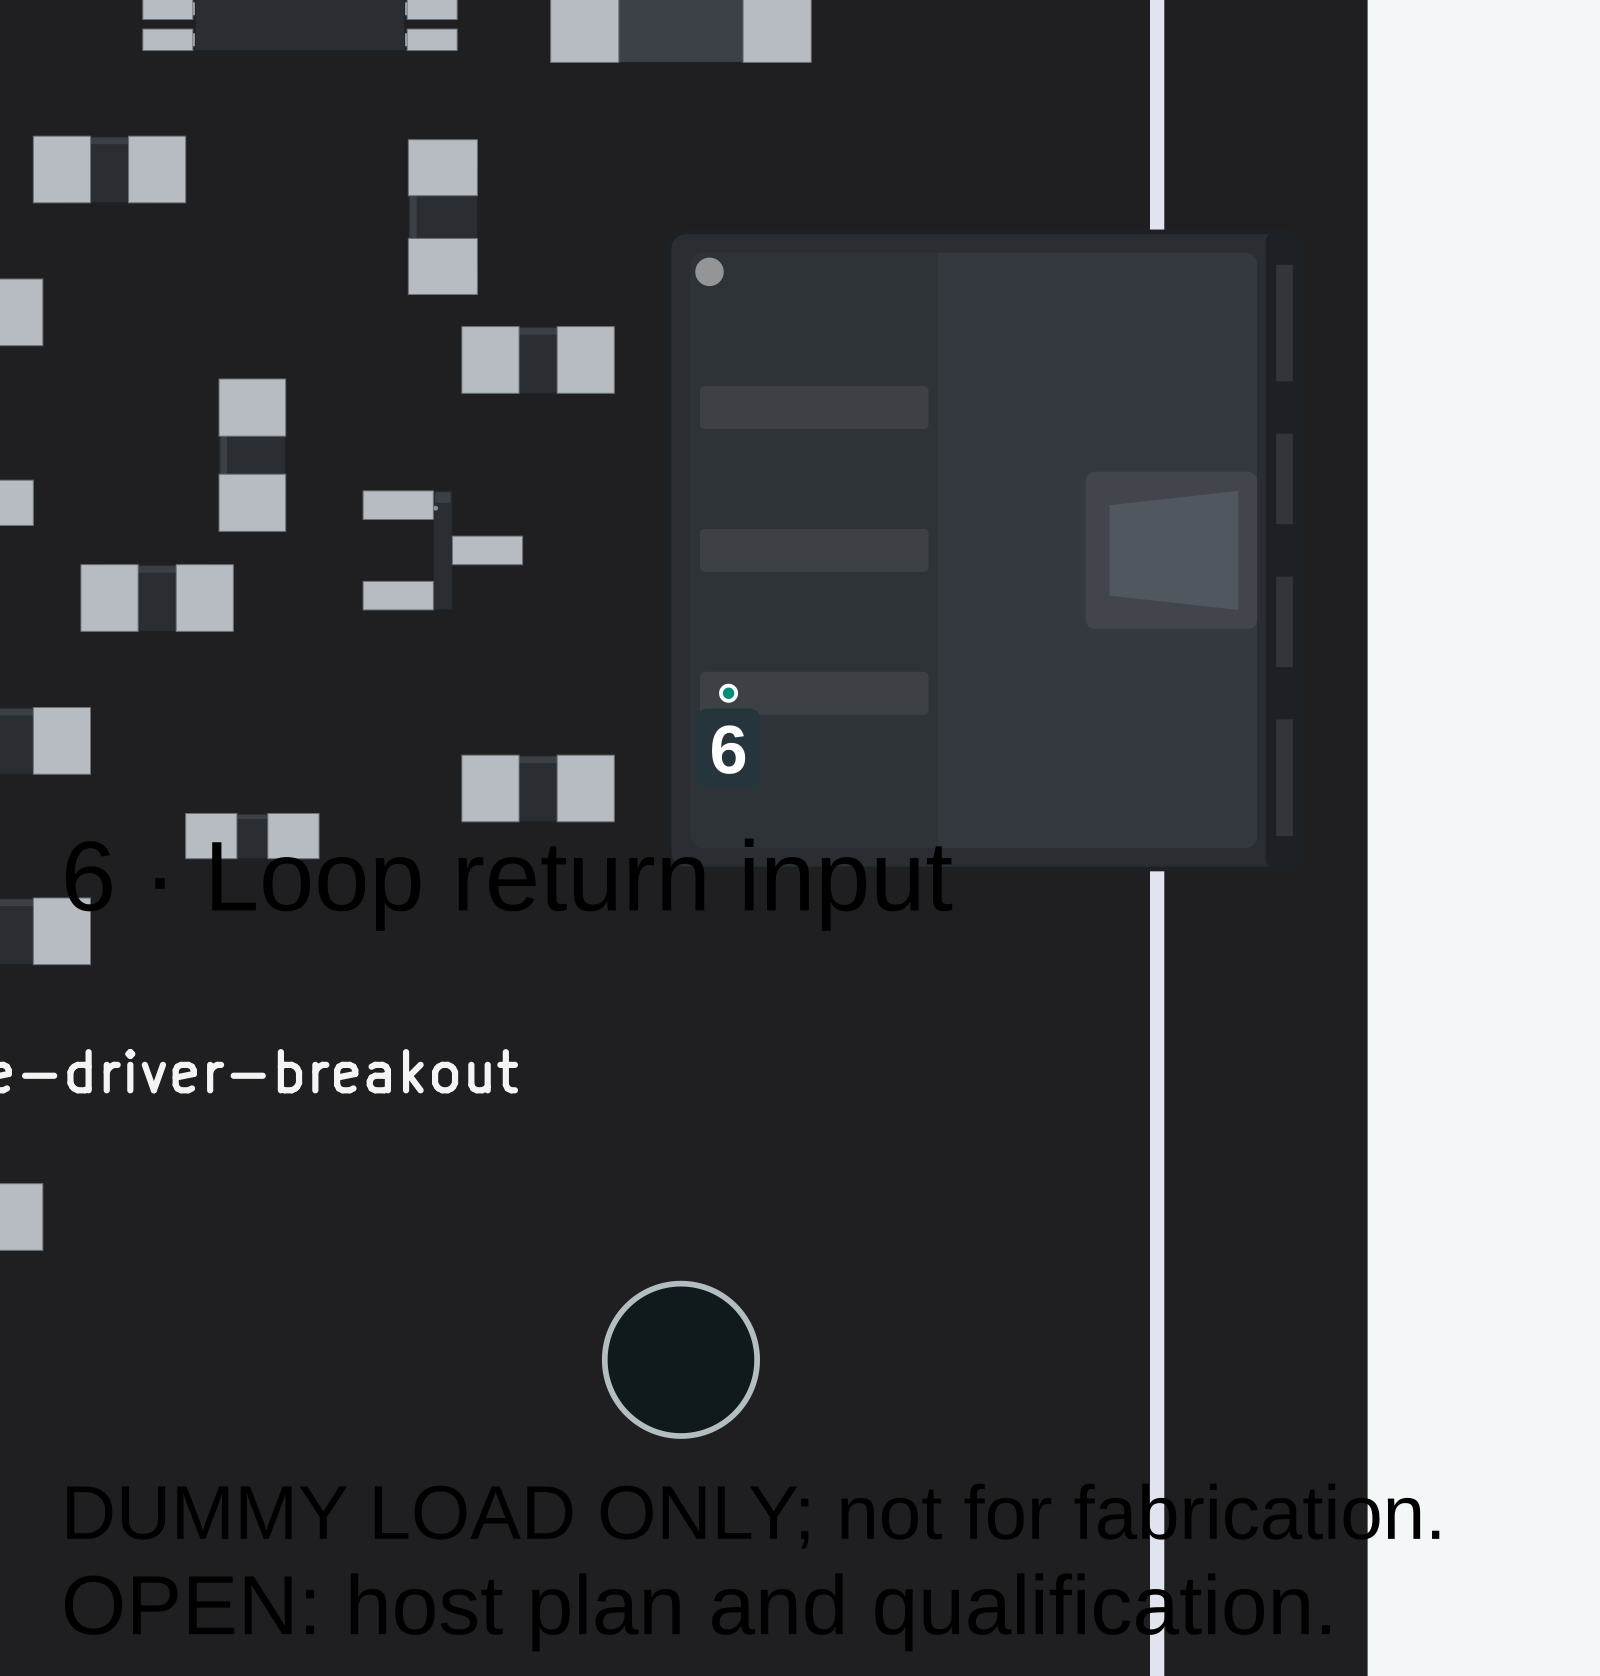 6
6 · Loop return input
e-driver-breakout
DUMMY LOAD ONLY; not for fabrication.
OPEN: host plan and qualification.